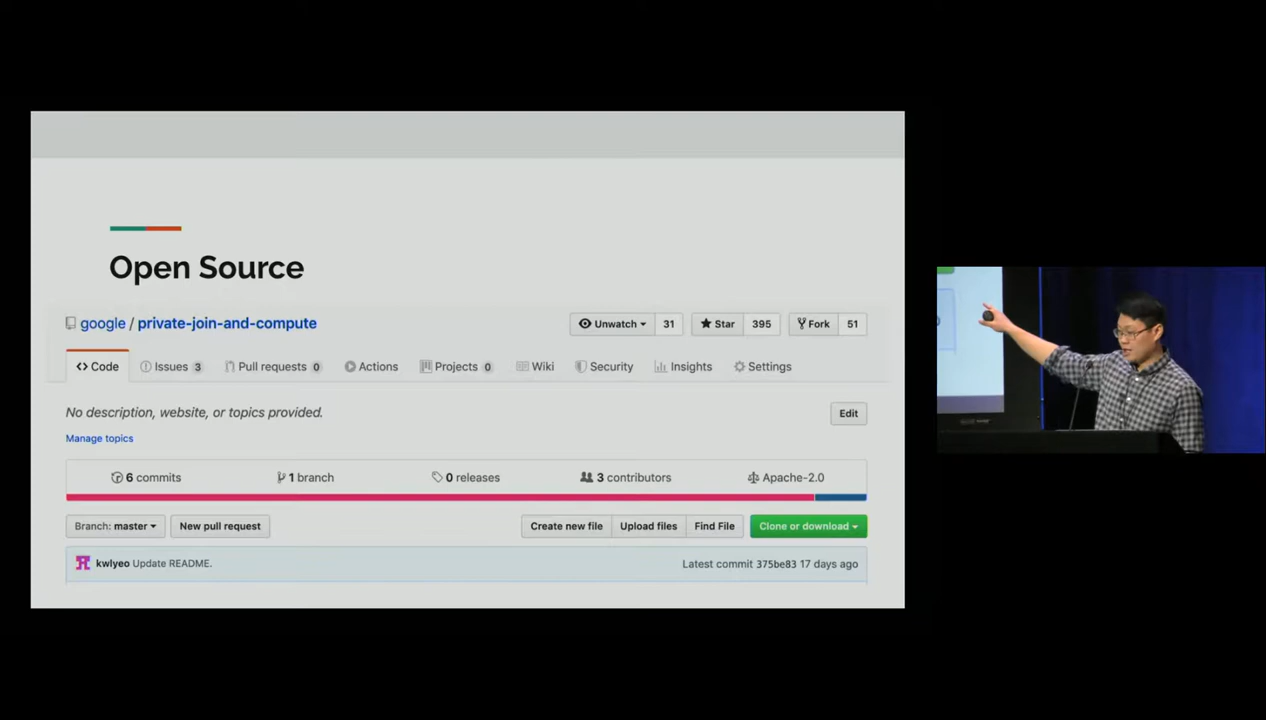 Open Source
google / private-join-and-compute
Unwatch 31 Star 395 Fork 51
Code Issues 3 Pull requests 0 Actions Projects 0 Wiki Security Insights Settings
No description, website, or topics provided. Edit
Manage topics
6 commits 1 branch 0 releases 3 contributors Apache-2.0
Branch: master New pull request Create new file Upload files Find File Clone or download
kwlyeo Update README. Latest commit 375be83 17 days ago